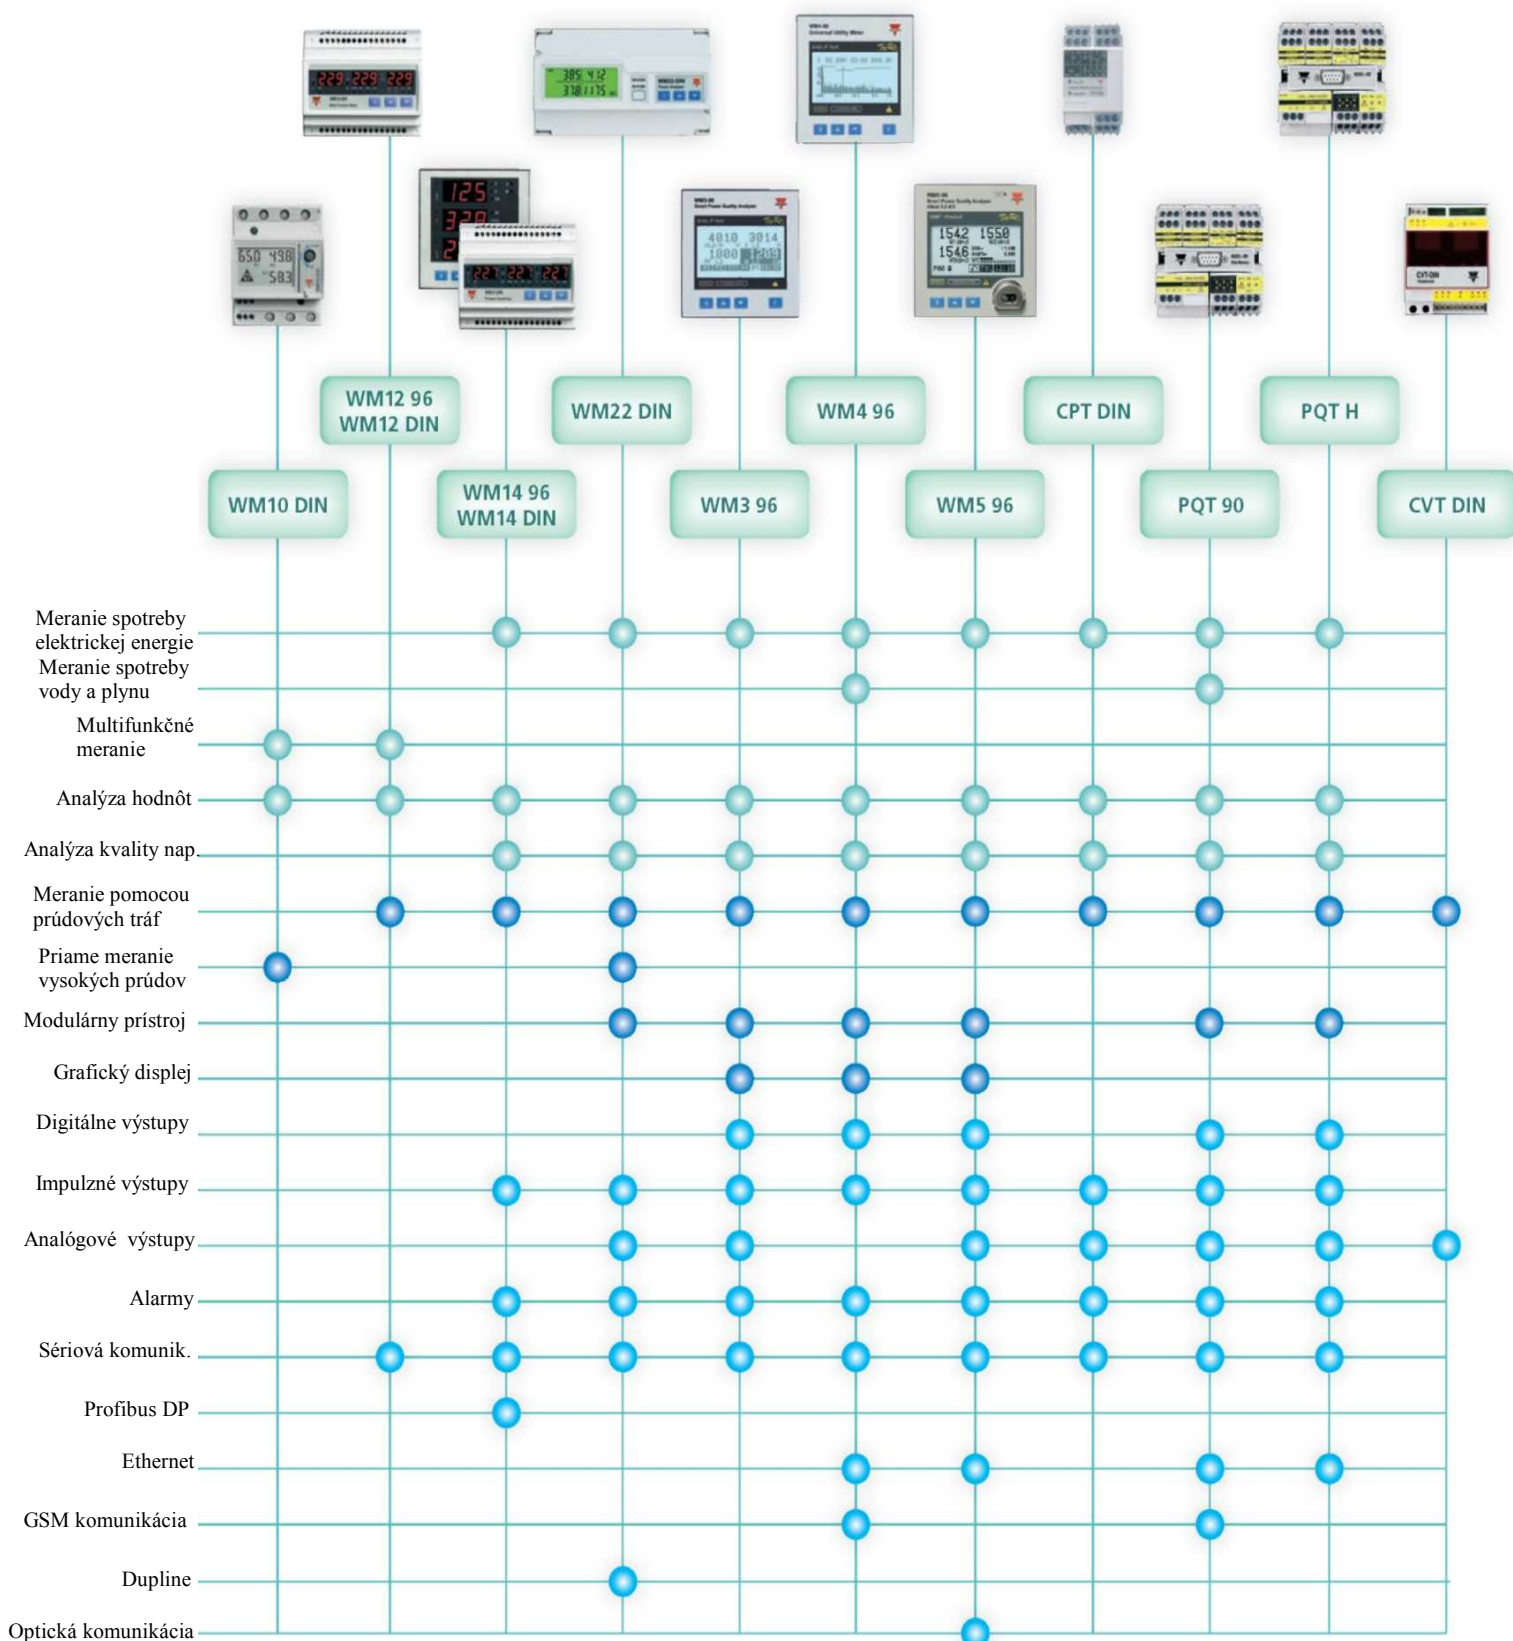 WM12 96
WM12 DIN
WM22 DIN
WM4 96
CPT DIN
PQT H
WM10 DIN
WM14 96
WM14 DIN
WM3 96
WM5 96
PQT 90
CVT DIN
Meranie spotreby
elektrickej energie
Meranie spotreby
vody a plynu
Multifunkčné
meranie
Analýza hodnôt
Analýza kvality nap.
Meranie pomocou
prúdových tráf
Priame meranie
vysokých prúdov
Modulárny prístroj
Grafický displej
Digitálne výstupy
Impulzné výstupy
Analógové výstupy
Alarmy
Sériová komunik.
Profibus DP
Ethernet
GSM komunikácia
Dupline
Optická komunikácia